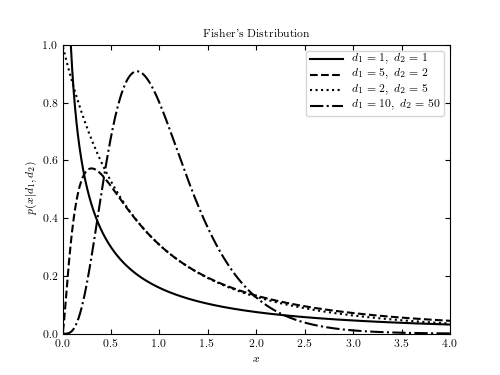 Fisher's Distribution
d₁ = 1, d₂ = 1
d₁ = 5, d₂ = 2
d₁ = 2, d₂ = 5
d₁ = 10, d₂ = 50
p(x|d₁, d₂)
1.0
0.8
0.6
0.4
0.2
0.0
0.0 0.5 1.0 1.5 2.0 2.5 3.0 3.5 4.0
x